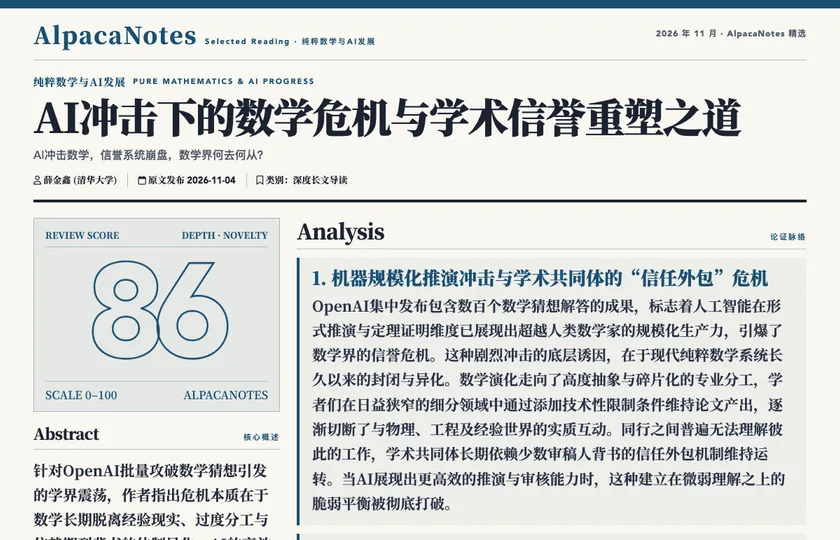 AlpacaNotes Selected Reading · 纯粹数学与AI发展
2026 年 11 月 · AlpacaNotes 精选
纯粹数学与AI发展 PURE MATHEMATICS & AI PROGRESS
AI冲击下的数学危机与学术信誉重塑之道
AI冲击数学，信誉系统崩盘，数学界何去何从？
薛金鑫 (清华大学) 原文发布 2026-11-04 类别：深度长文导读
REVIEW SCORE DEPTH · NOVELTY
86
SCALE 0–100 ALPACANOTES
Abstract 核心概述
针对OpenAI批量攻破数学猜想引发
的学界震荡，作者指出危机本质在于
数学长期脱离经验现实、过度分工与
Analysis 论证脉络
1. 机器规模化推演冲击与学术共同体的“信任外包”危机
OpenAI集中发布包含数百个数学猜想解答的成果，标志着人工智能在形
式推演与定理证明维度已展现出超越人类数学家的规模化生产力，引爆了
数学界的信誉危机。这种剧烈冲击的底层诱因，在于现代纯粹数学系统长
久以来的封闭与异化。数学演化走向了高度抽象与碎片化的专业分工，学
者们在日益狭窄的细分领域中通过添加技术性限制条件维持论文产出，逐
渐切断了与物理、工程及经验世界的实质互动。同行之间普遍无法理解彼
此的工作，学术共同体长期依赖少数审稿人背书的信任外包机制维持运
转。当AI展现出更高效的推演与审核能力时，这种建立在微弱理解之上的
脆弱平衡被彻底打破。